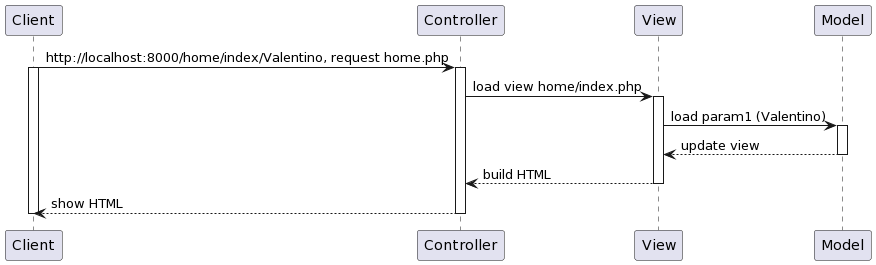 Client Controller View Model
http://localhost:8000/home/index/Valentino, request home.php
load view home/index.php
load param1 (Valentino)
update view
build HTML
show HTML
Client Controller View Model